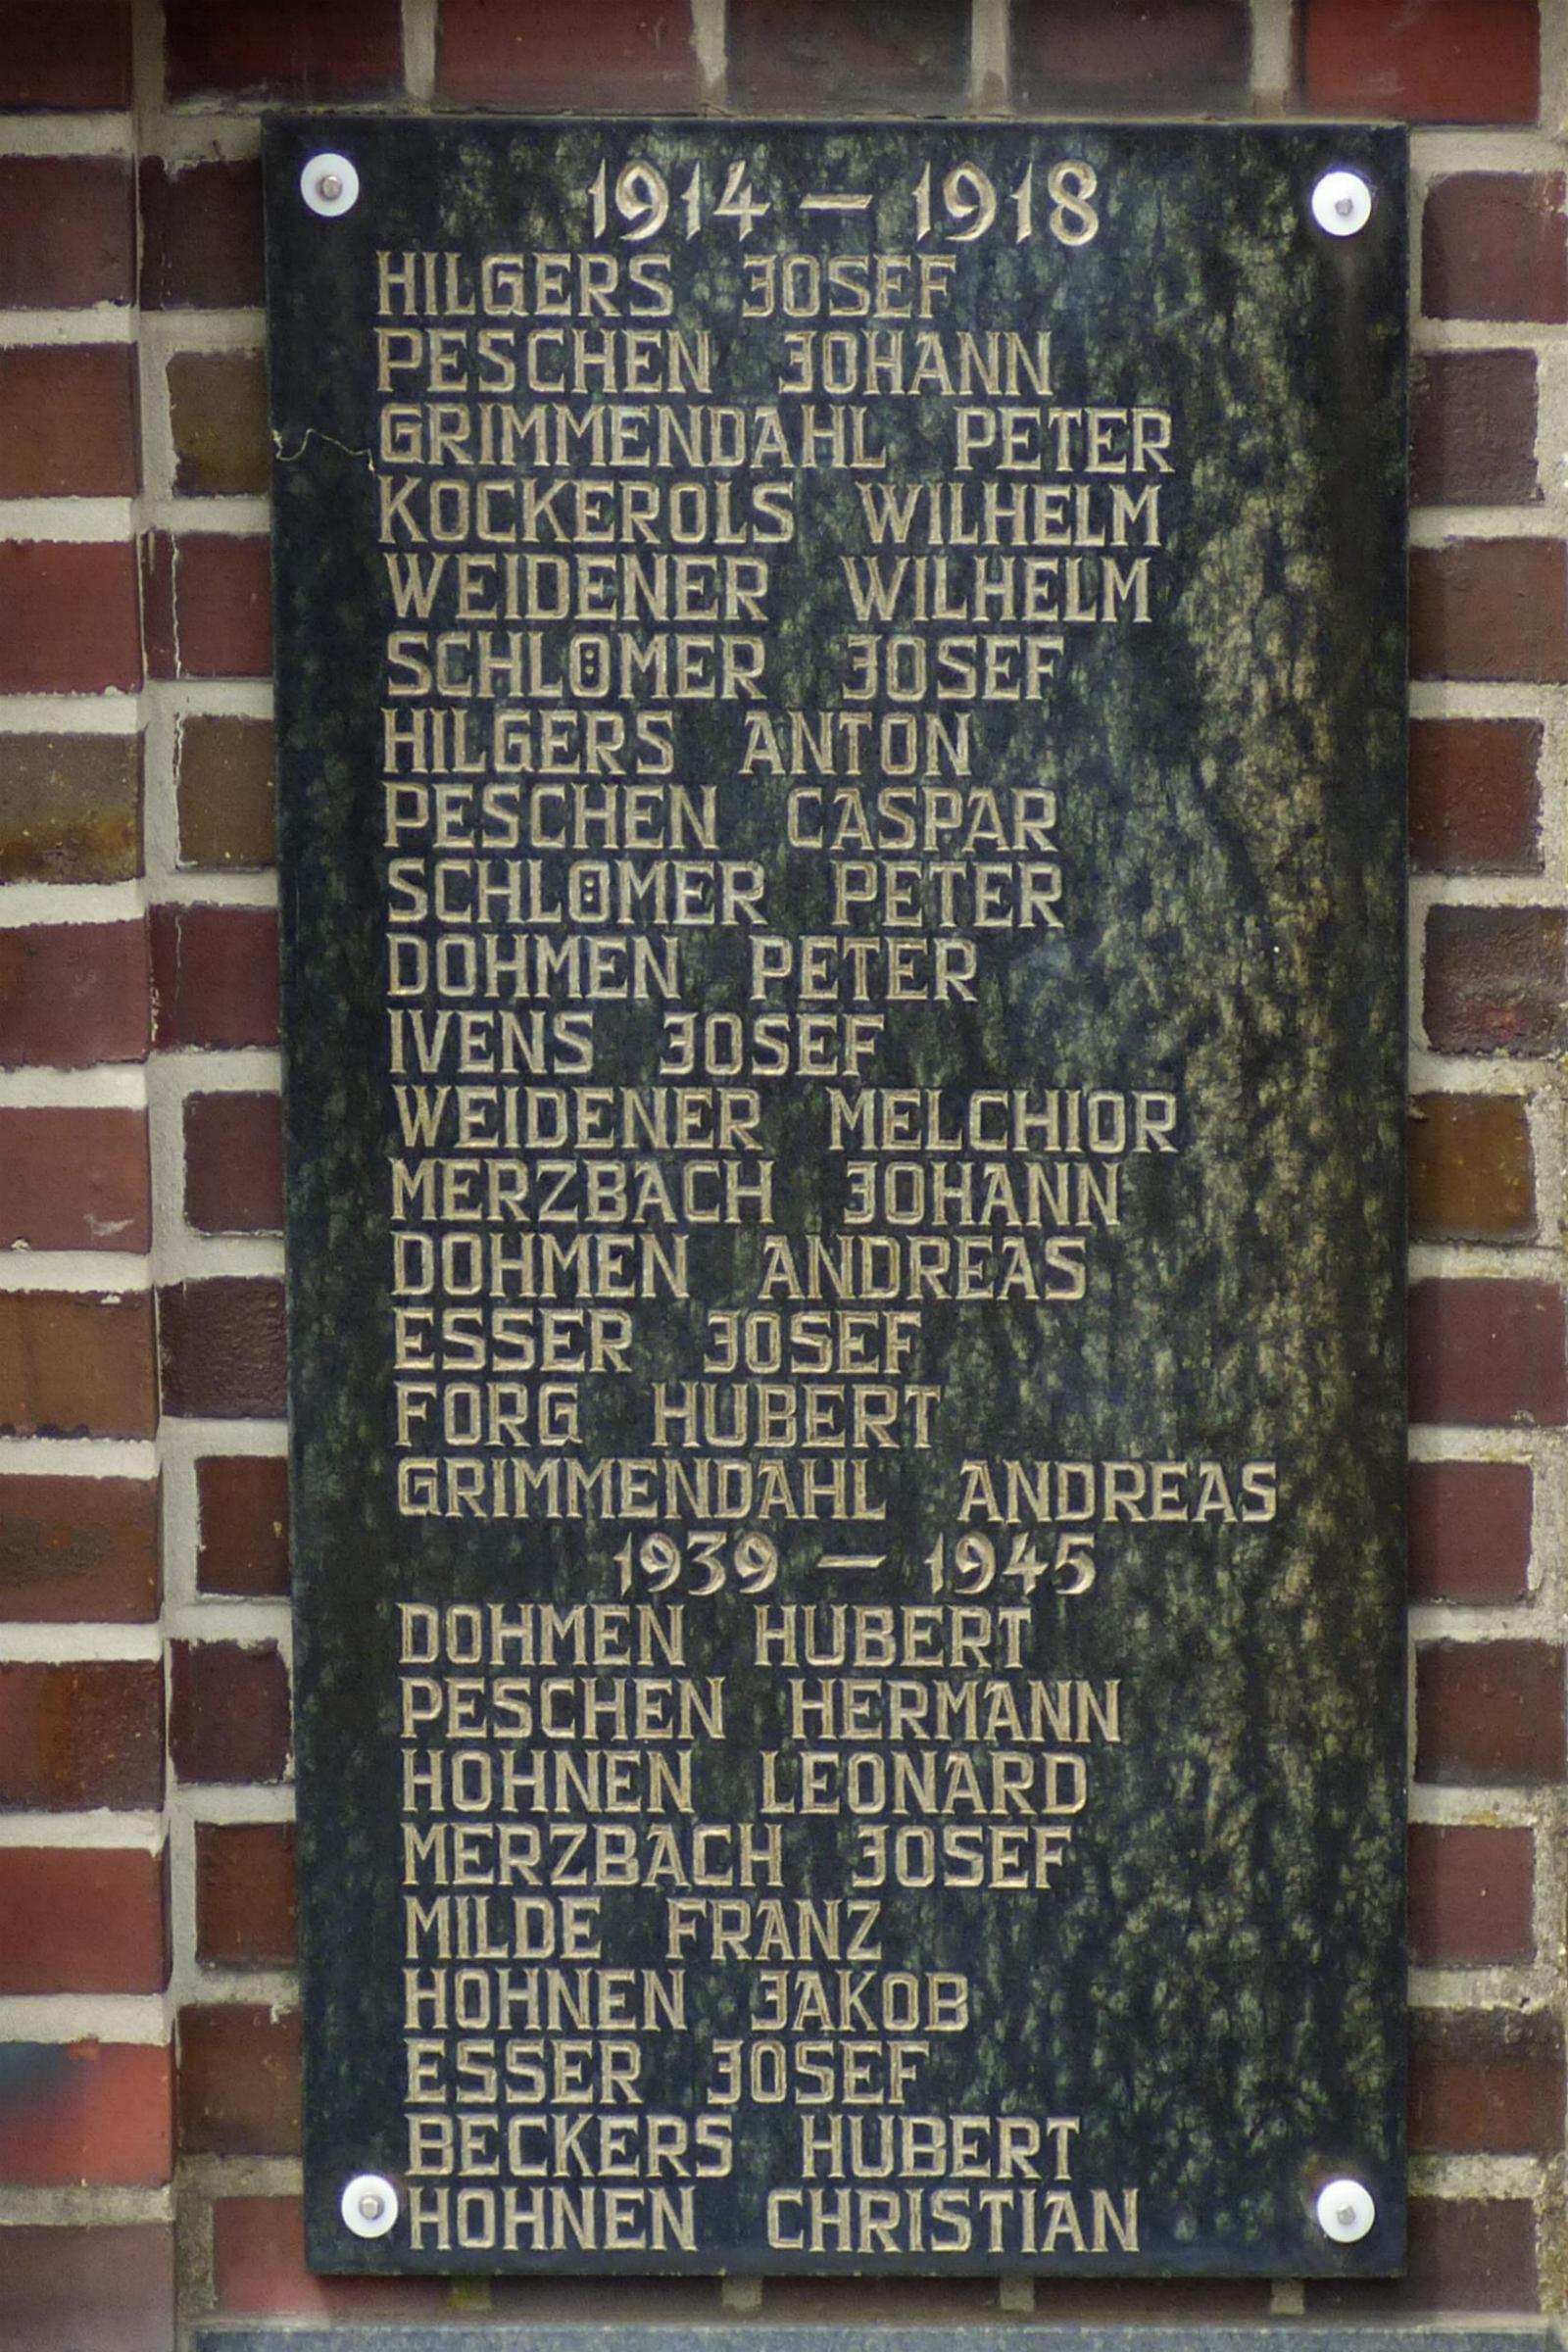 1914 — 1918
HILGERS JOSEF
PESCHEN JOHANN
GRIMMENDAHL PETER
KOCKEROLS WILHELM
WEIDENER WILHELM
SCHLÖMER JOSEF
HILGERS ANTON
PESCHEN CASPAR
SCHLÖMER PETER
DOHMEN PETER
IVENS JOSEF
WEIDENER MELCHIOR
MERZBACH JOHANN
DOHMEN ANDREAS
ESSER JOSEF
FORG HUBERT
GRIMMENDAHL ANDREAS
1939 — 1945
DOHMEN HUBERT
PESCHEN HERMANN
HOHNEN LEONARD
MERZBACH JOSEF
MILDE FRANZ
HOHNEN JAKOB
ESSER JOSEF
BECKERS HUBERT
HOHNEN CHRISTIAN